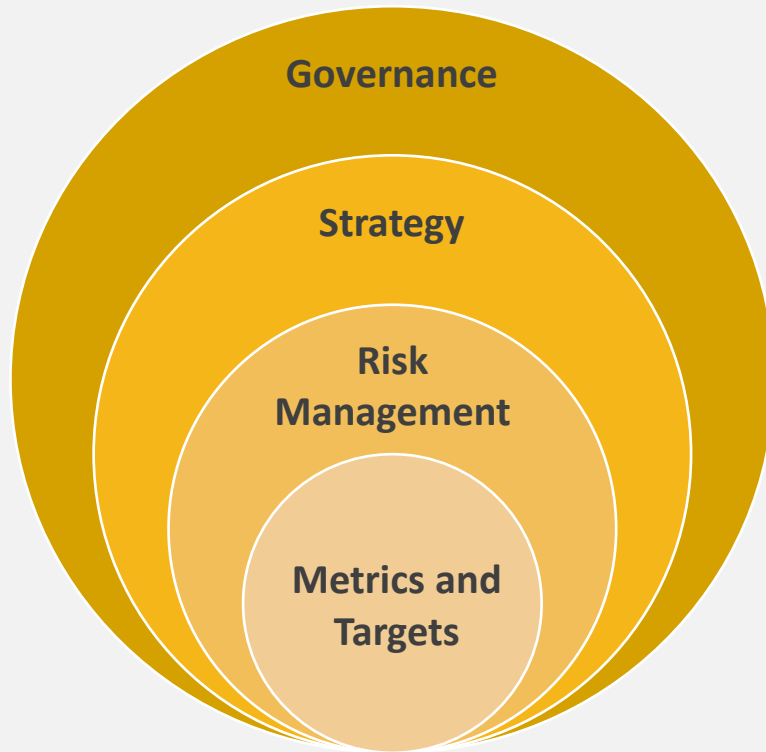 Governance
Strategy
Risk
Management
Metrics and
Targets